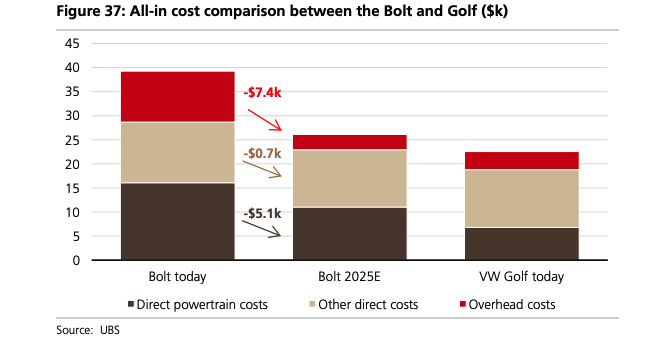 Figure 37: All-in cost comparison between the Bolt and Golf ($k)
45
40
35
30
25
20
15
10
5
0
-$7.4k
-$0.7k
-$5.1k
Bolt today
Bolt 2025E
VW Golf today
Direct powertrain costs
Other direct costs
Overhead costs
Source: UBS